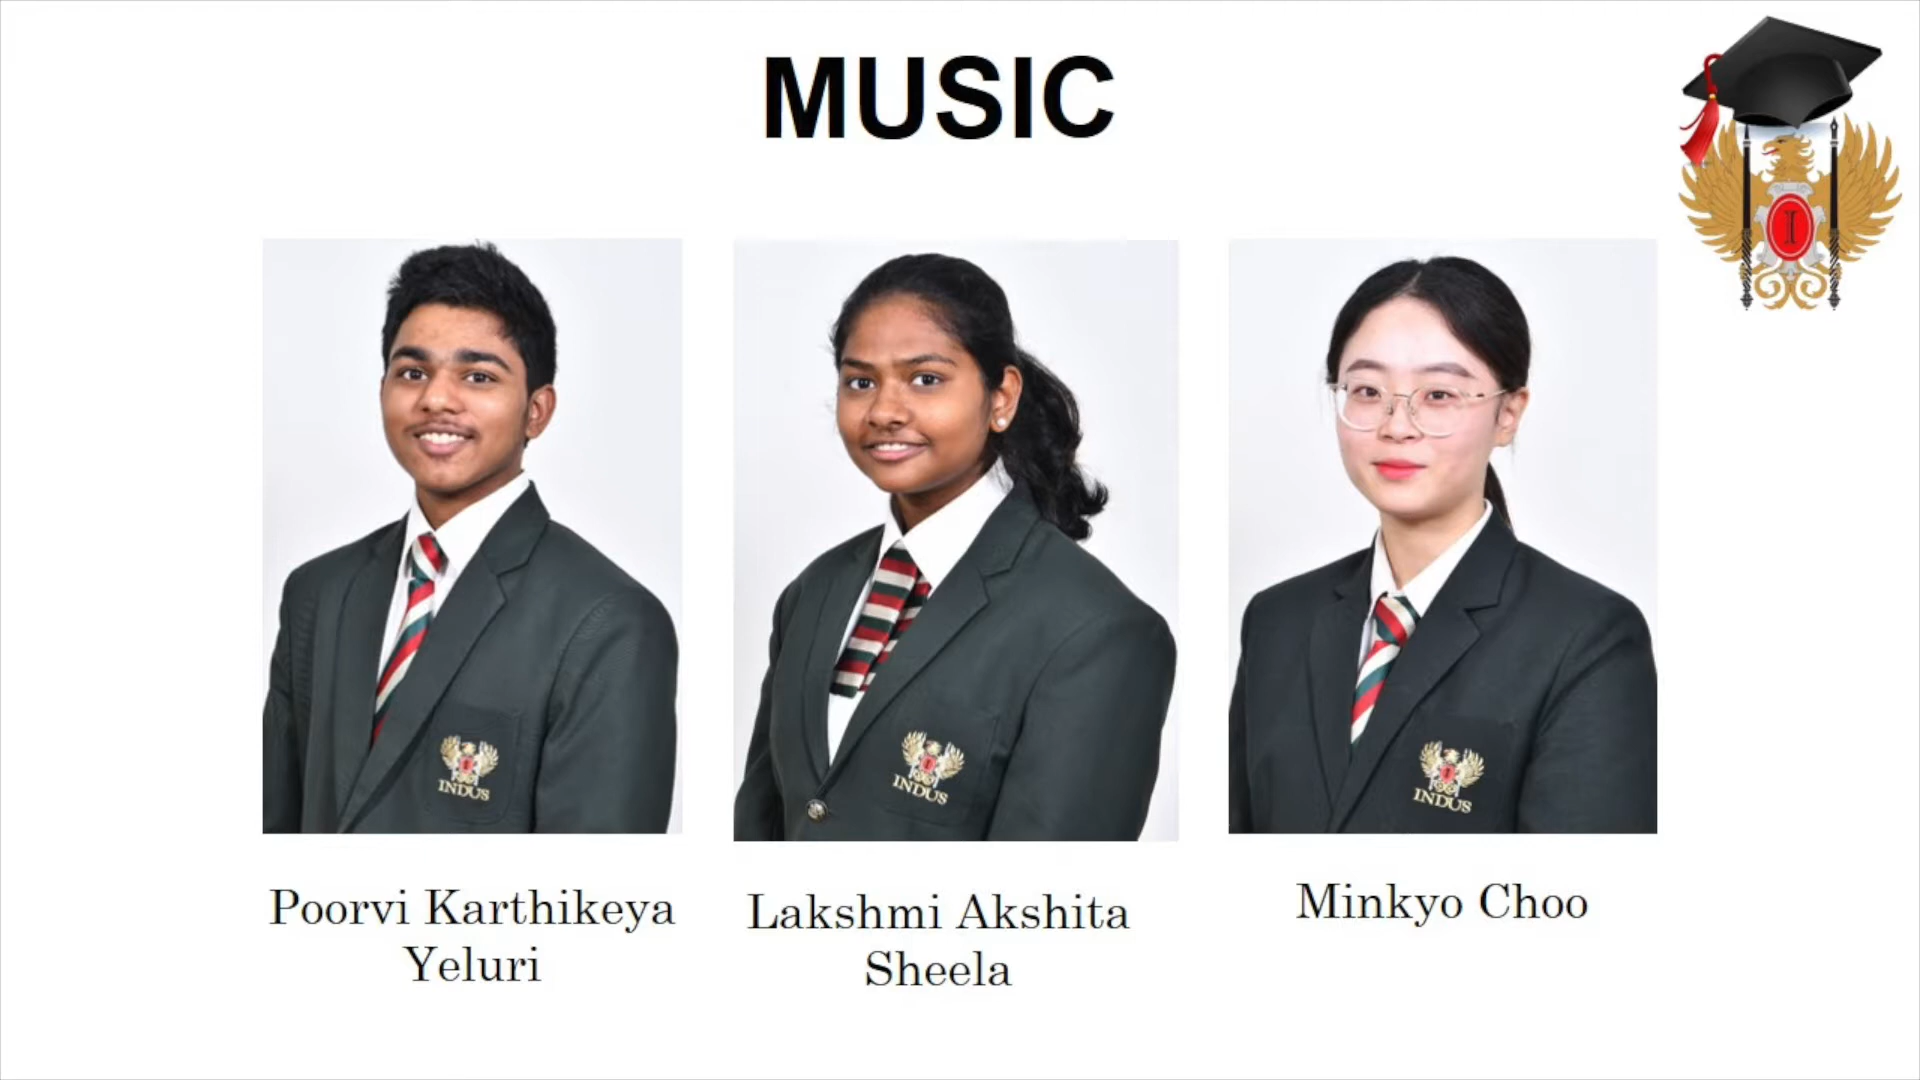 MUSIC
I
I
INDUS
I
INDUS
I
INDUS
Poorvi Karthikeya
Yeluri
Lakshmi Akshita
Sheela
Minkyo Choo